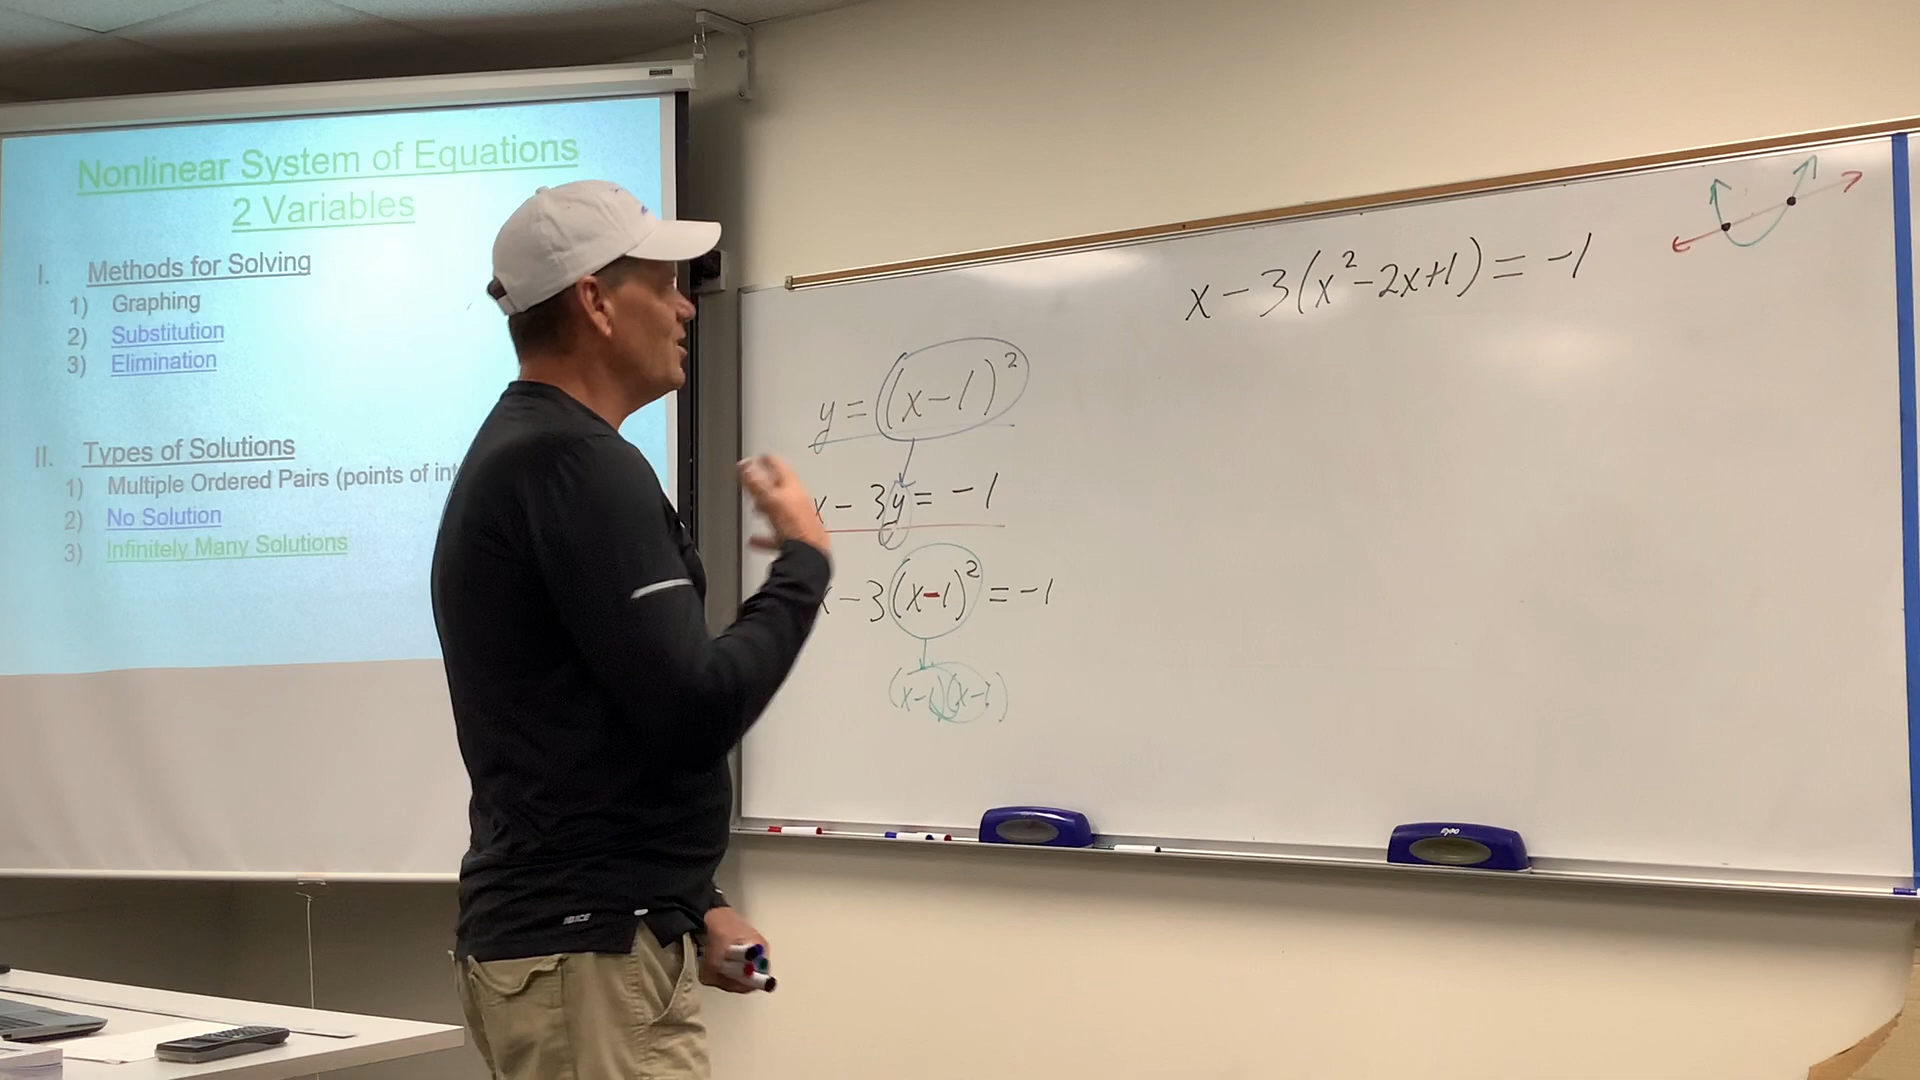 Nonlinear System of Equations
2 Variables
I. Methods for Solving
1) Graphing
2) Substitution
3) Elimination
II. Types of Solutions
1) Multiple Ordered Pairs (points of int
2) No Solution
3) Infinitely Many Solutions
y = (x-1)²
x - 3y = -1
x - 3(x-1)² = -1
(x-1)(x-1)
x - 3(x² - 2x + 1) = -1
EXPO